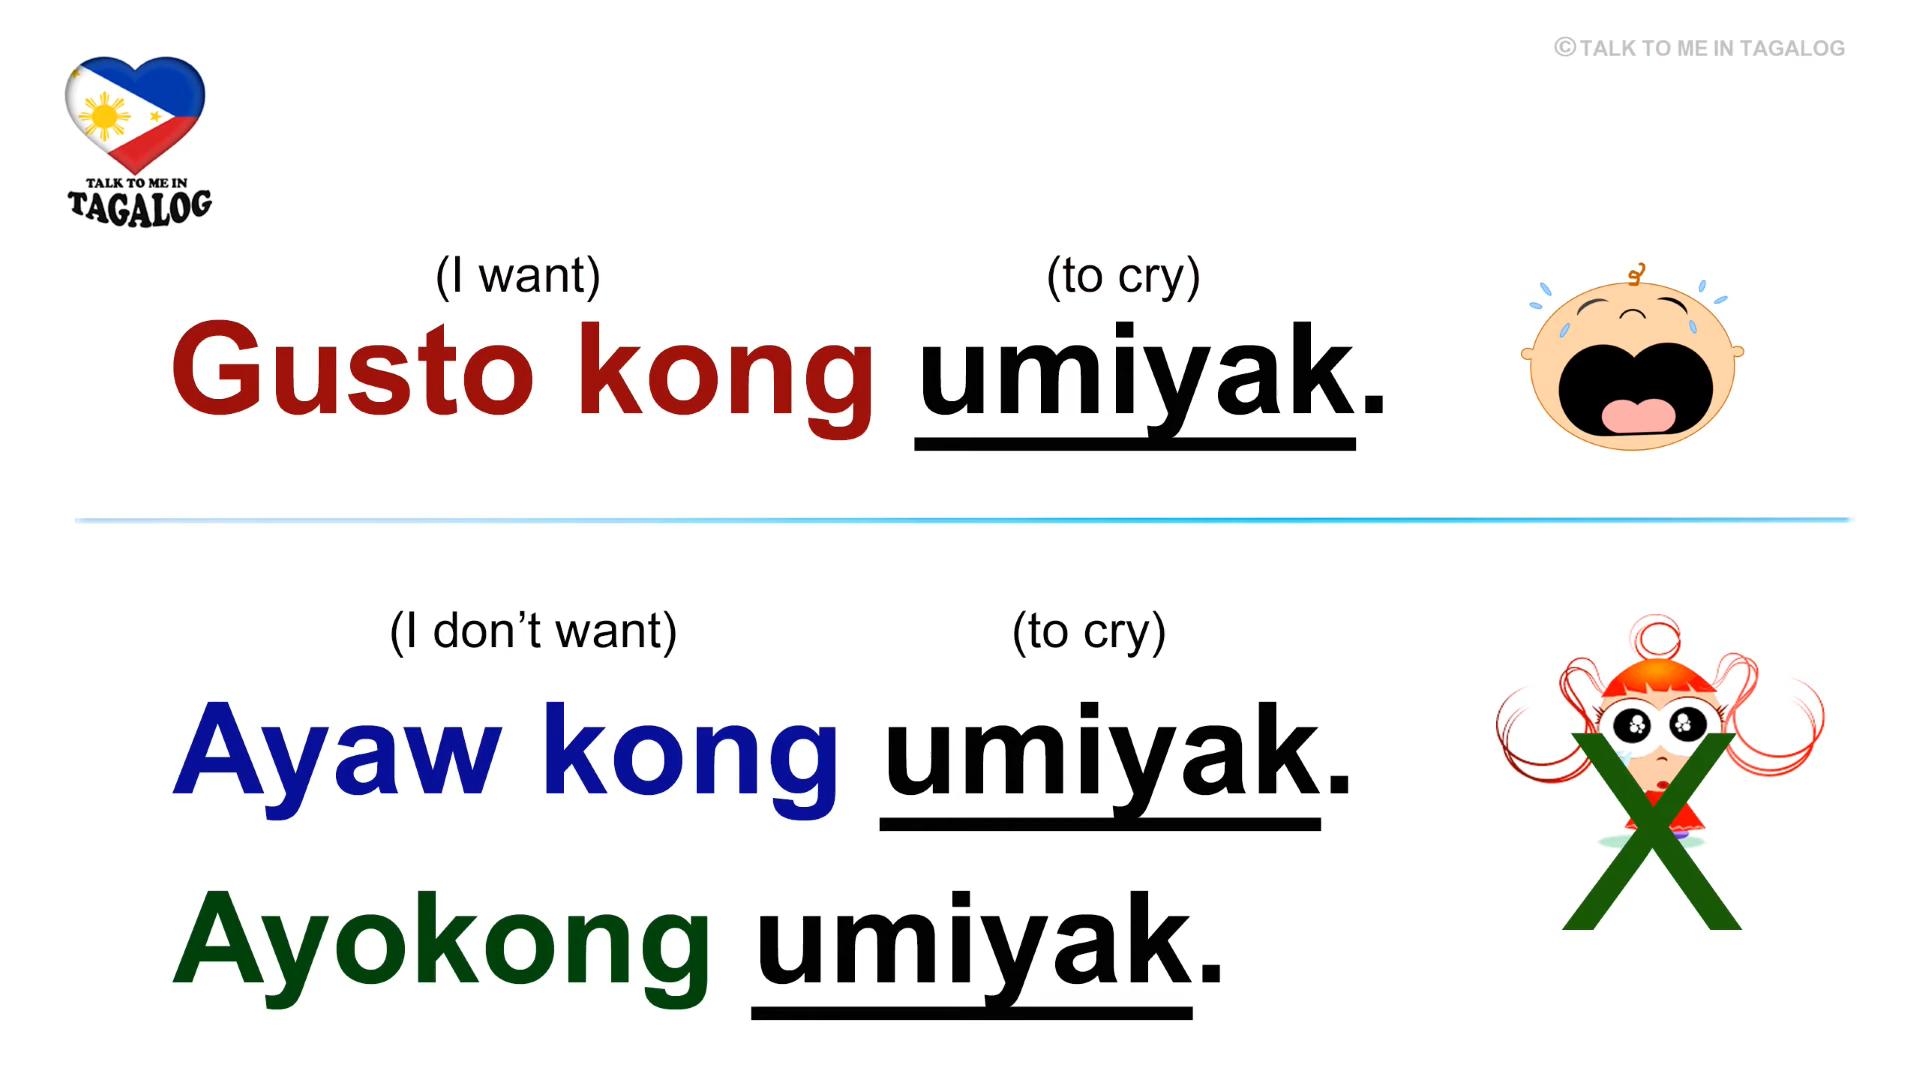 © TALK TO ME IN TAGALOG
TALK TO ME IN
TAGALOG
(I want) (to cry)
Gusto kong umiyak.
(I don’t want) (to cry)
Ayaw kong umiyak.
Ayokong umiyak.
X